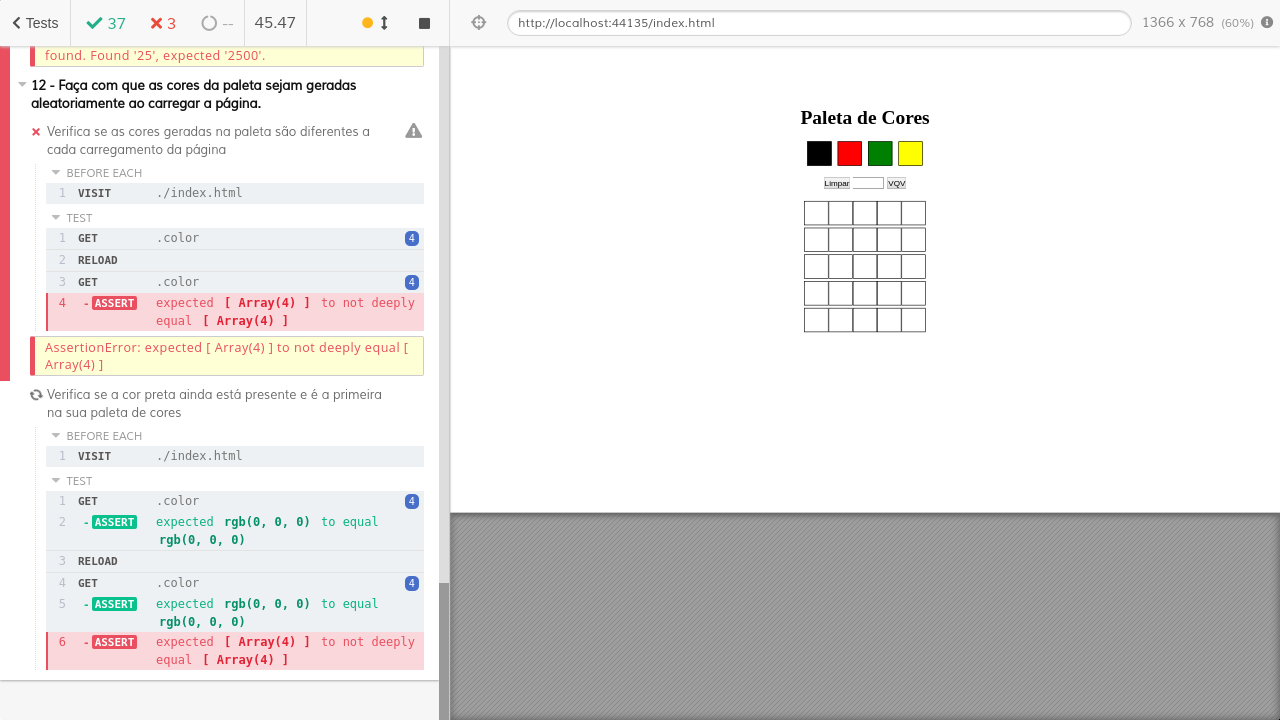 Tests
37
3
--
45.47
http://localhost:44135/index.html
1366 x 768 (60%)
found. Found '25', expected '2500'.
12 - Faça com que as cores da paleta sejam geradas
aleatoriamente ao carregar a página.
Verifica se as cores geradas na paleta são diferentes a
cada carregamento da página
BEFORE EACH
1 VISIT ./index.html
TEST
1 GET .color 4
2 RELOAD
3 GET .color 4
4 -ASSERT expected [ Array(4) ] to not deeply
equal [ Array(4) ]
AssertionError: expected [ Array(4) ] to not deeply equal [
Array(4) ]
Verifica se a cor preta ainda está presente e é a primeira
na sua paleta de cores
BEFORE EACH
1 VISIT ./index.html
TEST
1 GET .color 4
2 -ASSERT expected rgb(0, 0, 0) to equal
rgb(0, 0, 0)
3 RELOAD
4 GET .color 4
5 -ASSERT expected rgb(0, 0, 0) to equal
rgb(0, 0, 0)
6 -ASSERT expected [ Array(4) ] to not deeply
equal [ Array(4) ]
Paleta de Cores
Limpar VQV